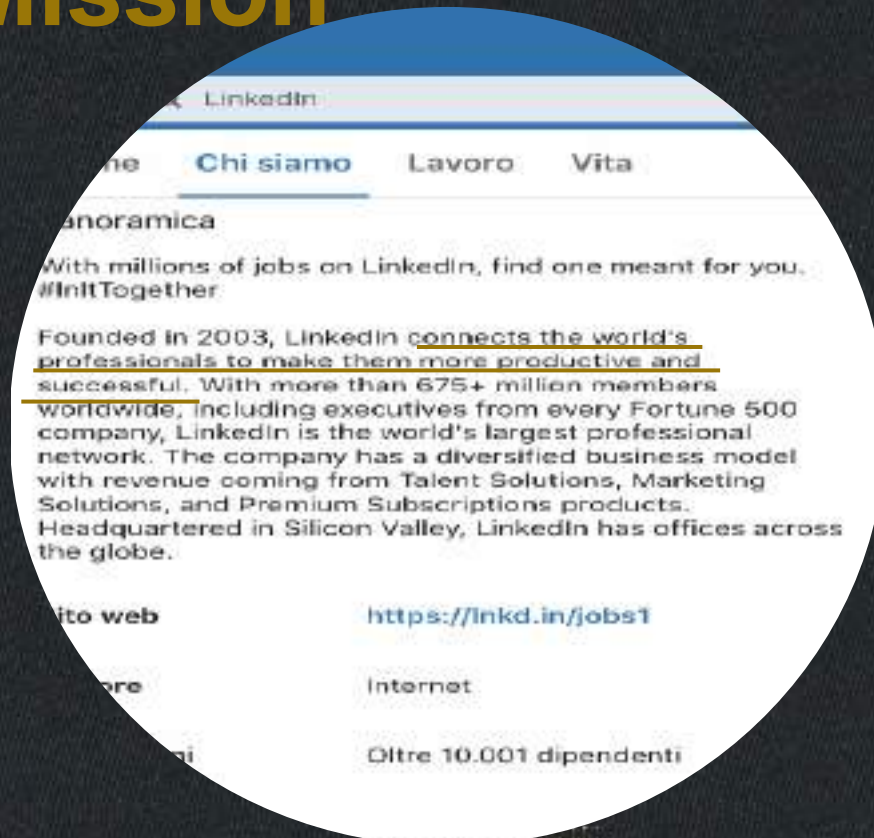 Mission
LinkedIn
Chi siamo Lavoro Vita
With millions of jobs on LinkedIn, find one meant for you.
#InItTogether
Founded in 2003, LinkedIn connects the world's
professionals to make them more productive and
successful. With more than 675+ million members
worldwide, including executives from every Fortune 500
company, LinkedIn is the world's largest professional
network. The company has a diversified business model
with revenue coming from Talent Solutions, Marketing
Solutions, and Premium Subscriptions products.
Headquartered in Silicon Valley, LinkedIn has offices across
the globe.
web https://lnkd.in/jobs1
Internet
Oltre 10.001 dipendenti